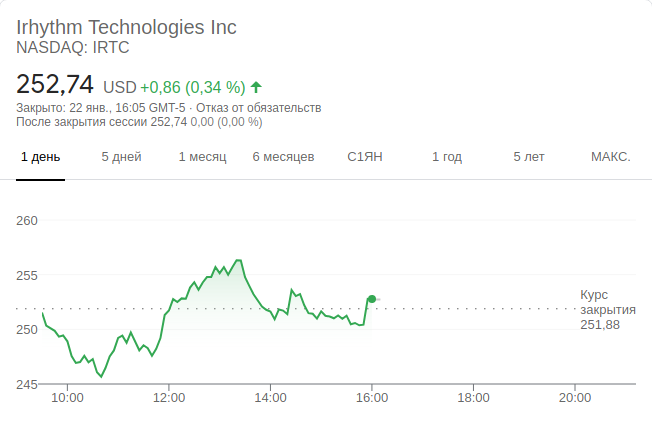 Irhythm Technologies Inc
NASDAQ: IRTC
252,74 USD +0,86 (0,34 %)
Закрыто: 22 янв., 16:05 GMT-5 · Отказ от обязательств
После закрытия сессии 252,74 0,00 (0,00 %)
1 день 5 дней 1 месяц 6 месяцев С1ЯН 1 год 5 лет МАКС.
260
255
Курс
закрытия
251,88
250
245
10:00 12:00 14:00 16:00 18:00 20:00